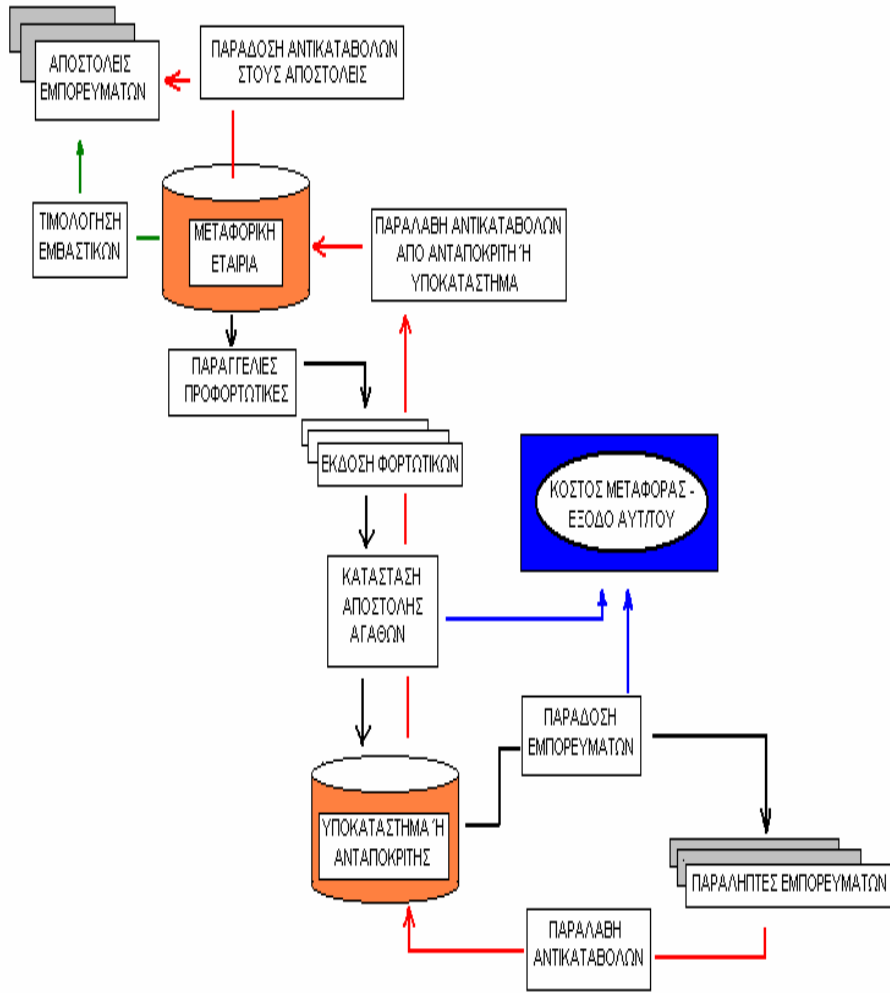 ΑΠΟΣΤΟΛΕΙΣ
ΕΜΠΟΡΕΥΜΑΤΩΝ
ΠΑΡΑΔΟΣΗ ΑΝΤΙΚΑΤΑΒΟΛΩΝ
ΣΤΟΥΣ ΑΠΟΣΤΟΛΕΙΣ
ΤΙΜΟΛΟΓΗΣΗ
ΕΜΒΑΣΤΙΚΩΝ
ΜΕΤΑΦΟΡΙΚΗ
ΕΤΑΙΡΙΑ
ΠΑΡΑΛΑΒΗ ΑΝΤΙΚΑΤΑΒΟΛΩΝ
ΑΠΟ ΑΝΤΑΠΟΚΡΙΤΗ Ή
ΥΠΟΚΑΤΑΣΤΗΜΑ
ΠΑΡΑΓΓΕΛΙΕΣ
ΠΡΟΦΟΡΤΩΤΙΚΕΣ
ΕΚΔΟΣΗ ΦΟΡΤΩΤΙΚΩΝ
ΚΟΣΤΟΣ ΜΕΤΑΦΟΡΑΣ -
ΕΞΟΔΟ ΑΥΤ/ΤΟΥ
ΚΑΤΑΣΤΑΣΗ
ΑΠΟΣΤΟΛΗΣ
ΑΓΑΘΩΝ
ΠΑΡΑΔΟΣΗ
ΕΜΠΟΡΕΥΜΑΤΩΝ
ΥΠΟΚΑΤΑΣΤΗΜΑ Ή
ΑΝΤΑΠΟΚΡΙΤΗΣ
ΠΑΡΑΛΗΠΤΕΣ ΕΜΠΟΡΕΥΜΑΤΩΝ
ΠΑΡΑΛΑΒΗ
ΑΝΤΙΚΑΤΑΒΟΛΩΝ